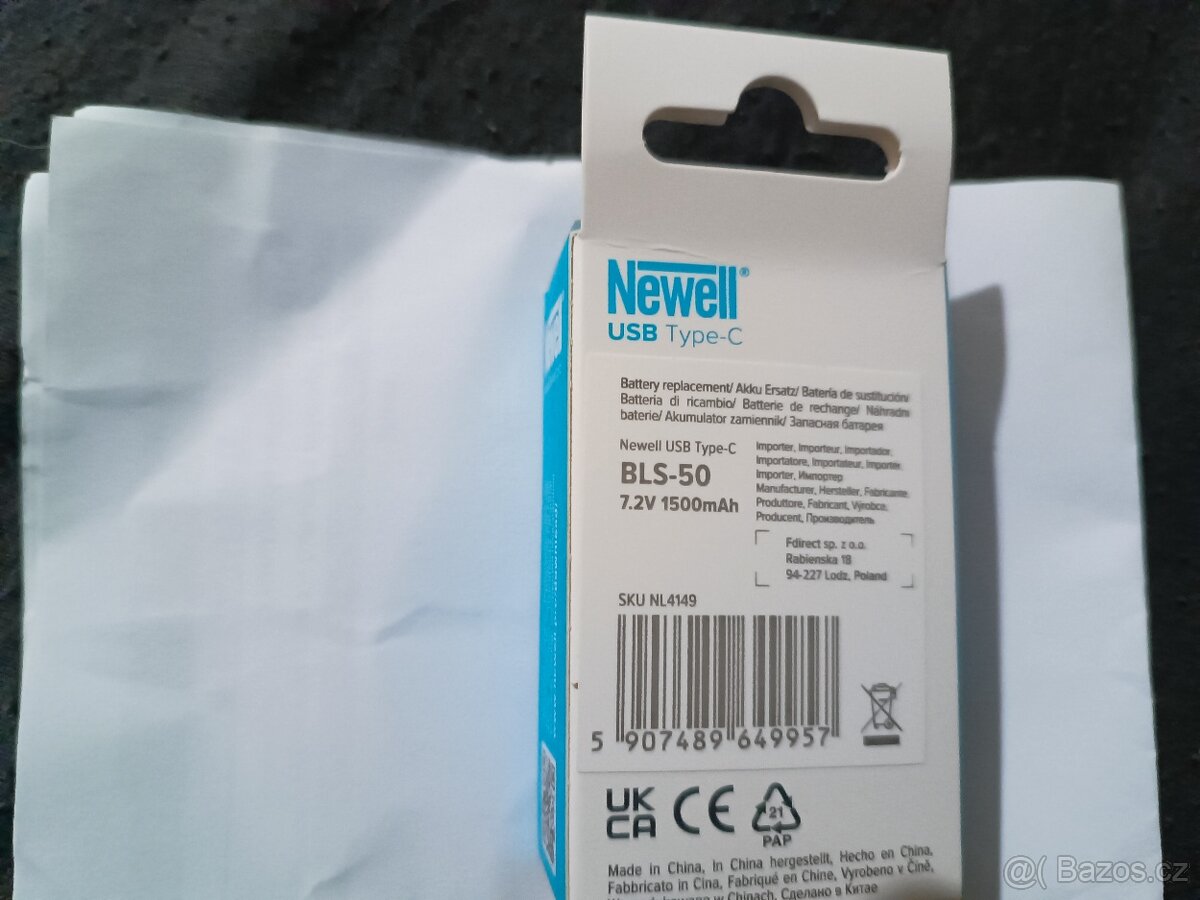 Newell®
USB Type-C
Battery replacement/ Akku Ersatz/ Batería de sustitución/
Batteria di ricambio/ Batterie de rechange/ Náhradní
baterie/ Akumulator zamiennik/ Запасная батарея
Newell USB Type-C
BLS-50
7.2V 1500mAh
Importer, Importeur, Importador,
Importatore, Importateur, Importer,
Importer, Импортер
Manufacturer, Hersteller, Fabricante,
Produttore, Fabricant, Výrobce,
Producent, Производитель
Fdirect sp. z o.o.
Rabienska 18
94-227 Lodz, Poland
SKU NL4149
5 907489 649957
UK
CA
CE
21
PAP
Made in China, In China hergestellt, Hecho en China,
Fabbricato in Cina, Fabriqué en Chine, Vyrobeno v Číně,
w Chinach, Сделано в Китае
@( Bazos.cz